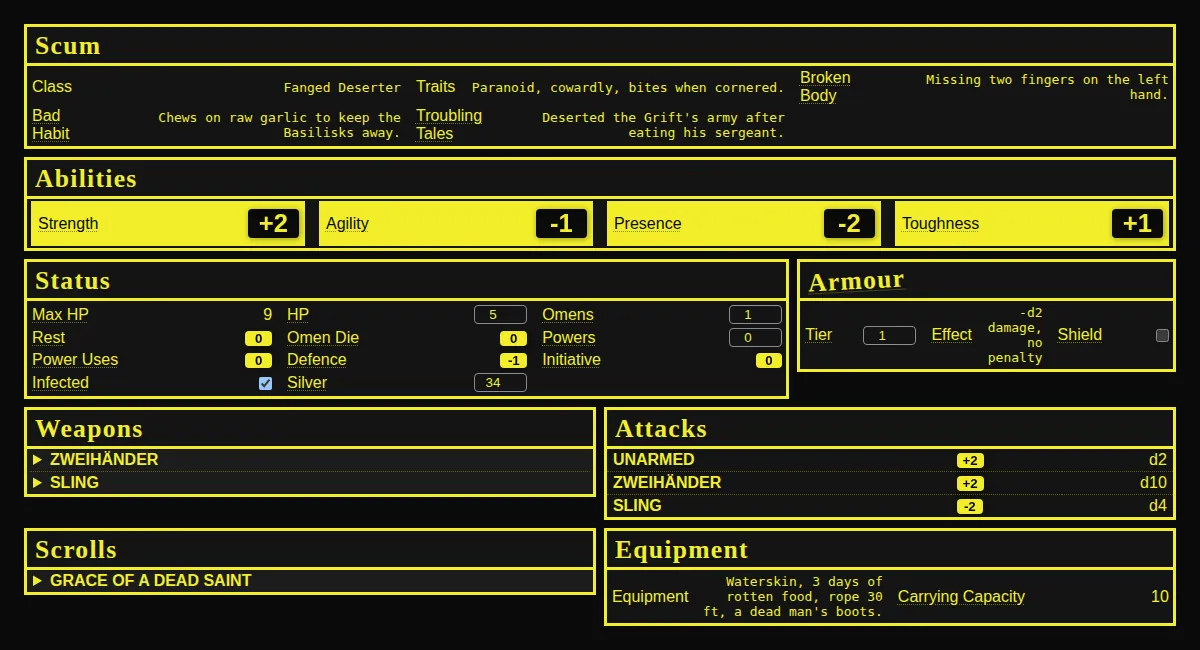 Scum
Class Fanged Deserter Traits Paranoid, cowardly, bites when cornered. Broken Body Missing two fingers on the left hand.
Bad Habit Chews on raw garlic to keep the Basilisks away. Troubling Tales Deserted the Grift's army after eating his sergeant.
Abilities
Strength +2 Agility -1 Presence -2 Toughness +1
Status
Max HP 9 HP 5 Omens 1
Rest 0 Omen Die 0 Powers 0
Power Uses 0 Defence -1 Initiative 0
Infected Silver 34
Armour
Tier 1 Effect -d2 damage, no penalty Shield
Weapons
ZWEIHÄNDER
SLING
Attacks
UNARMED +2 d2
ZWEIHÄNDER +2 d10
SLING -2 d4
Scrolls
GRACE OF A DEAD SAINT
Equipment
Equipment Waterskin, 3 days of rotten food, rope 30 ft, a dead man's boots. Carrying Capacity 10